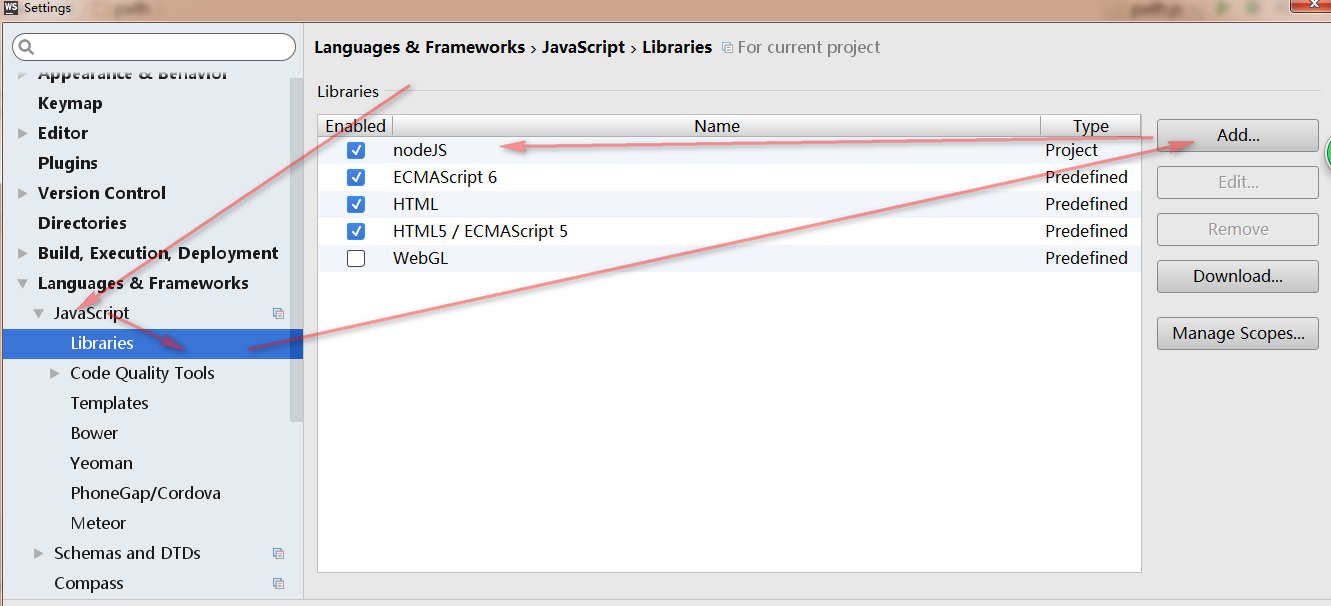 WS Settings
Appearance & Behavior
Keymap
Editor
Plugins
Version Control
Directories
Build, Execution, Deployment
Languages & Frameworks
JavaScript
Libraries
Code Quality Tools
Templates
Bower
Yeoman
PhoneGap/Cordova
Meteor
Schemas and DTDs
Compass
Languages & Frameworks › JavaScript › Libraries For current project
Libraries
Enabled Name Type
nodeJS Project
ECMAScript 6 Predefined
HTML Predefined
HTML5 / ECMAScript 5 Predefined
WebGL Predefined
Add...
Edit...
Remove
Download...
Manage Scopes...